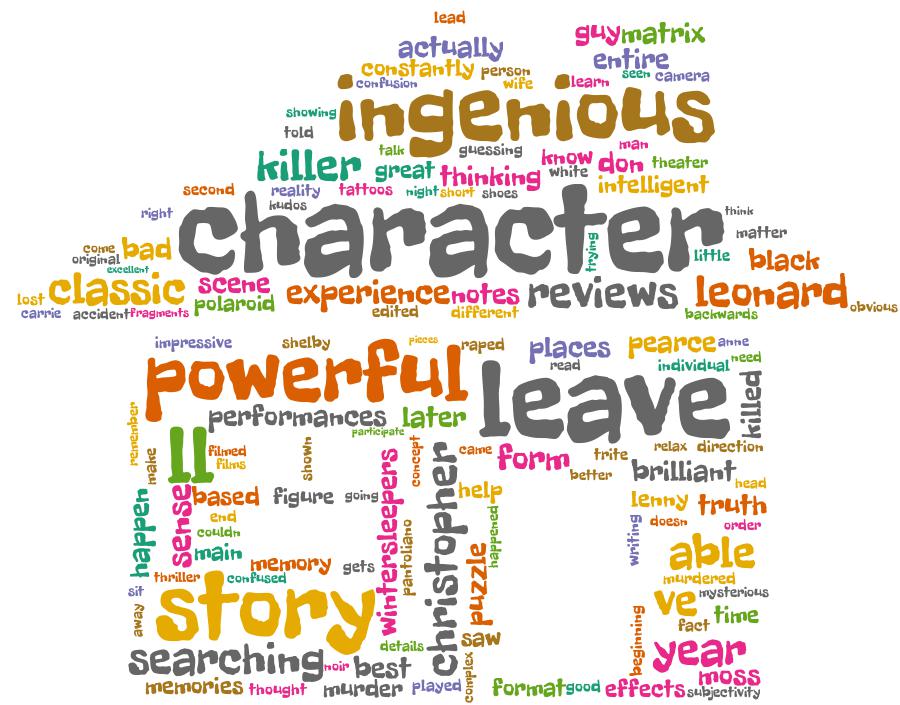 lead
guy matrix
actually
entire
constantly person
seen camera
confusion wife learn
ingenious
showing
told
talk guessing man
killer great thinking know don theater
white
intelligent
second reality tattoos night short shoes
kudos
right character think
matter
trying
come bad
original little black
excellent
lost classic scene experience notes reviews leonard
polaroid obvious
carrie accident fragments edited different backwards
impressive shelby pieces raped places pearce anne
read individual need
powerful leave killed
remember performances later
participate
ll filmed shown concept came form trite relax direction
films better brilliant
make head
sense based figure going christopher help lenny truth
happen end wintersleepers happened writing doesn order
couldn pantoliano
main puzzle able
memory gets
thriller confused murdered
sit story ve mysterious
away fact time
details saw beginning
searching noir best complex year
memories thought murder played format good effects moss
subjectivity